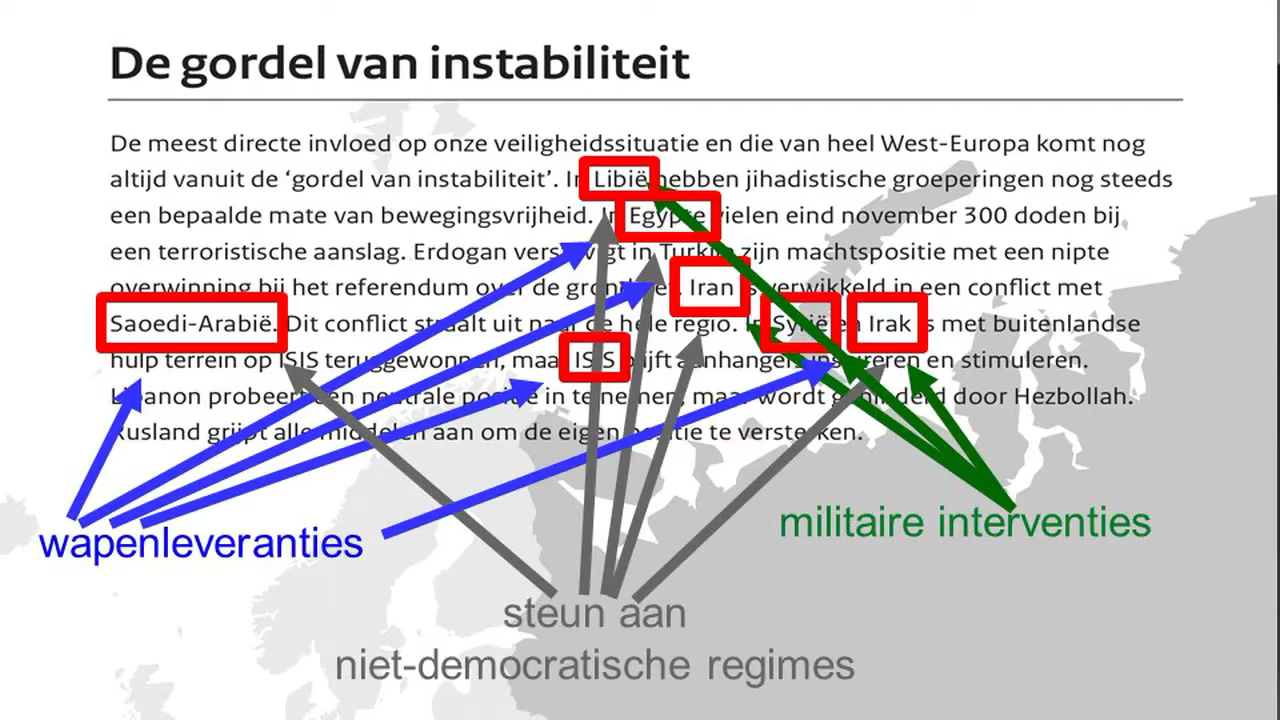 De gordel van instabiliteit
De meest directe invloed op onze veiligheidssituatie en die van heel West-Europa komt nog
altijd vanuit de ‘gordel van instabiliteit’. In Libië hebben jihadistische groeperingen nog steeds
een bepaalde mate van bewegingsvrijheid. In Egypte vielen eind november 300 doden bij
een terroristische aanslag. Erdogan verstevigt in Turkije zijn machtspositie met een nipte
overwinning bij het referendum over de grondwet. Iran is verwikkeld in een conflict met
Saoedi-Arabië. Dit conflict straalt uit naar de hele regio. In Syrië en Irak is met buitenlandse
hulp terrein op ISIS teruggewonnen, maar ISIS blijft aanhangers inspireren en stimuleren.
Libanon probeert een neutrale positie in te nemen, maar wordt gehinderd door Hezbollah.
Rusland grijpt alle middelen aan om de eigen positie te versterken.
militaire interventies
wapenleveranties
steun aan
niet-democratische regimes